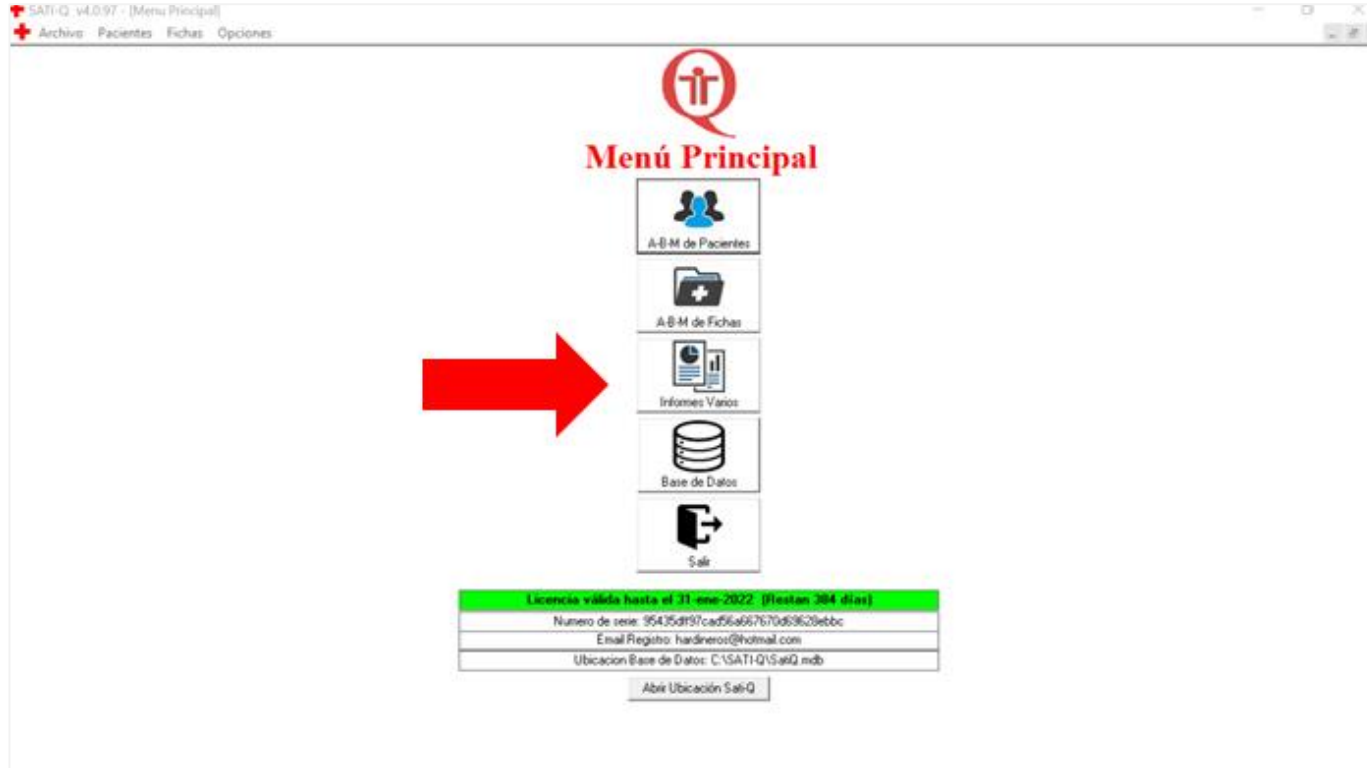 SATI-Q v4.0.97 - [Menu Principal]
Archivo Pacientes Fichas Opciones
Menú Principal
A-B-M de Pacientes
A-B-M de Fichas
Informes Varios
Base de Datos
Salir
Licencia válida hasta el 31-ene-2022 (Restan 384 días)
Numero de serie:
Email Registro: hardineros@hotmail.com
Ubicacion Base de Datos: C:\SATI-Q\SatiQ.mdb
Abrir Ubicación Sati-Q